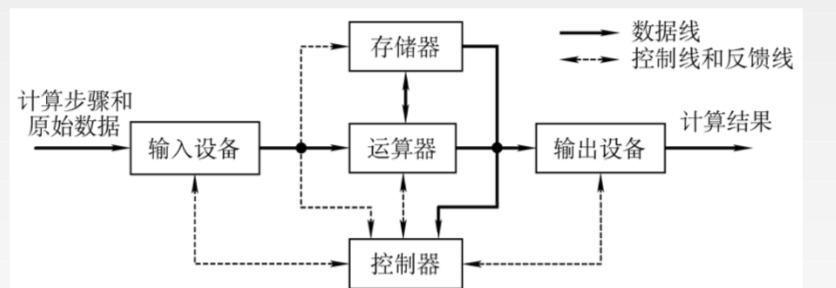 存储器
数据线
控制线和反馈线
计算步骤和
原始数据
输入设备
运算器
输出设备
计算结果
控制器